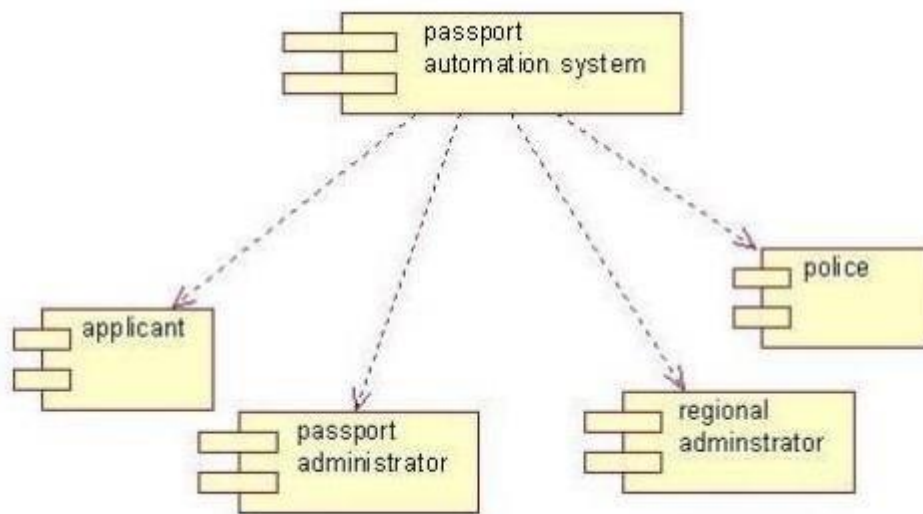 passport
automation system
police
applicant
passport
administrator
regional
adminstrator